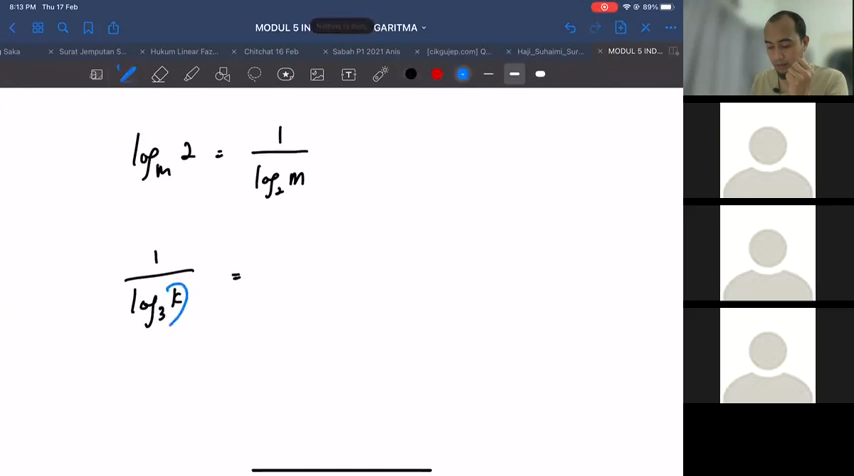 8:13 PM Thu 17 Feb
89%
MODUL 5 IN GARITMA
g Saka
Surat Jemputan S...
Hukum Linear Faz...
Chitchat 16 Feb
Sabah P1 2021 Anis
[cikgujep.com] Q...
Haji_Suhaimi_Sur...
MODUL 5 IND...
log_m 2 = 1 / log_2 m
1 / log_3 k =